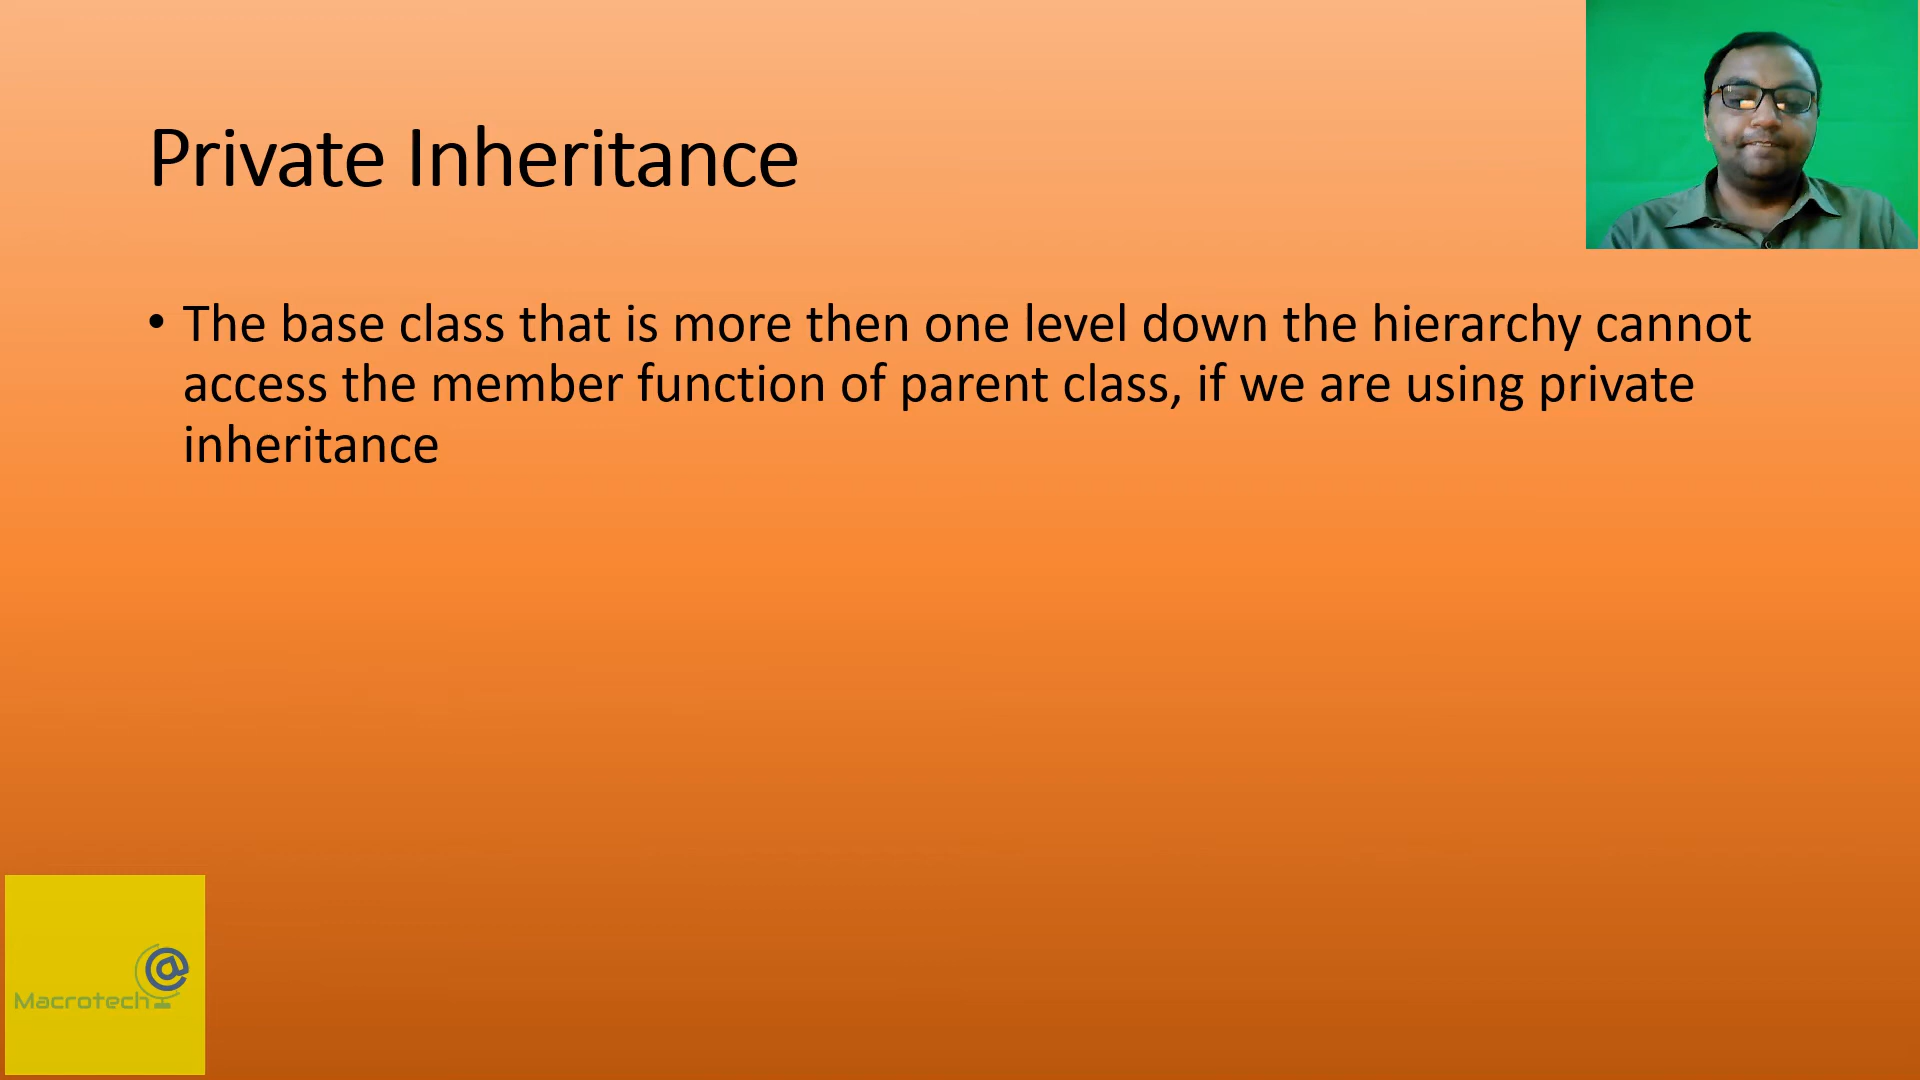 Private Inheritance
• The base class that is more then one level down the hierarchy cannot
access the member function of parent class, if we are using private
inheritance
@
Macrotech